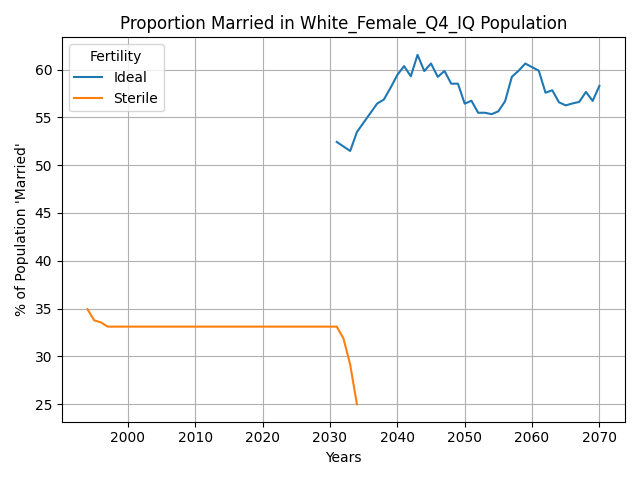 Proportion Married in White_Female_Q4_IQ Population
Fertility
Ideal
Sterile
% of Population 'Married'
60
55
50
45
40
35
30
25
2000 2010 2020 2030 2040 2050 2060 2070
Years